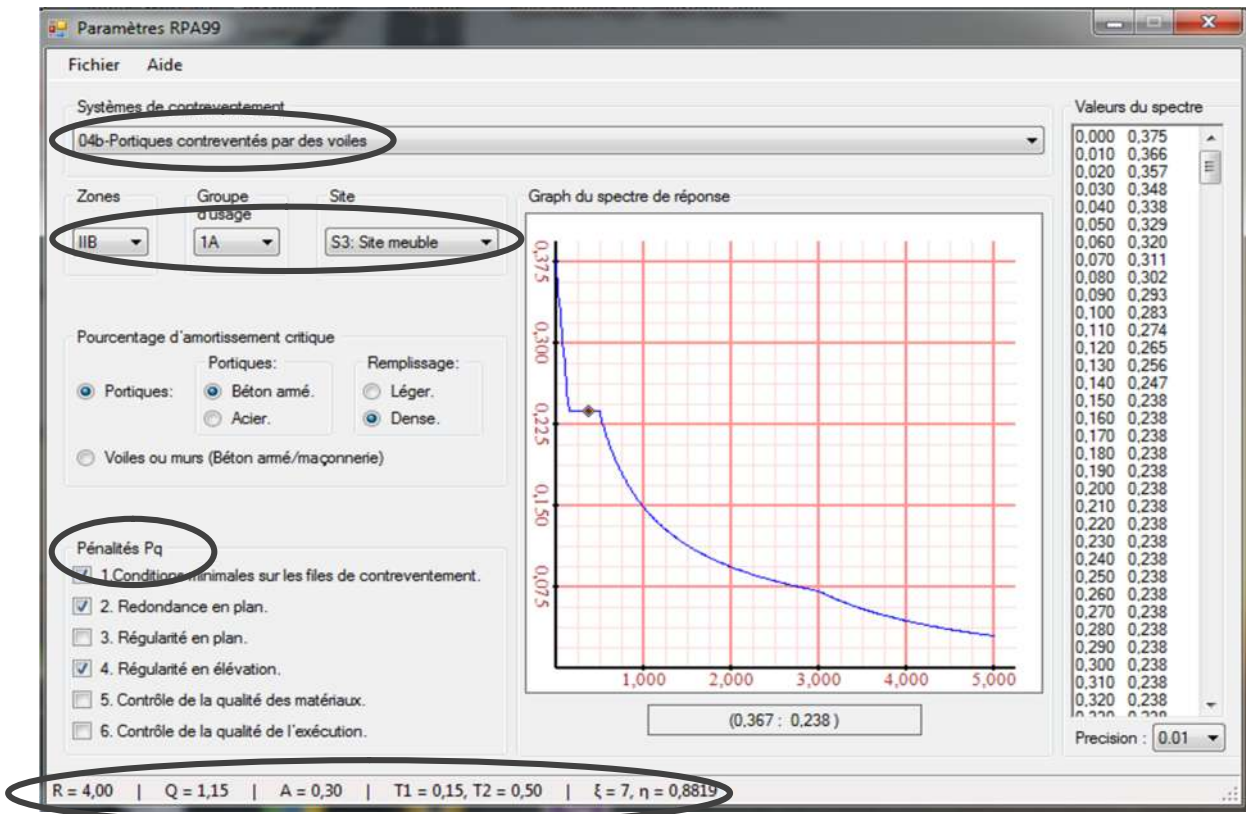 Paramètres RPA99
Fichier Aide
Systèmes de contreventement
04b-Portiques contreventés par des voiles
Zones
Groupe d'usage
Site
IIB
1A
S3: Site meuble
Pourcentage d'amortissement critique
Portiques:
Remplissage:
Portiques:
Béton armé.
Léger.
Acier.
Dense.
Voiles ou murs (Béton armé/maçonnerie)
Pénalités Pq
1.Conditions minimales sur les files de contreventement.
2. Redondance en plan.
3. Régularité en plan.
4. Régularité en élévation.
5. Contrôle de la qualité des matériaux.
6. Contrôle de la qualité de l'exécution.
Graph du spectre de réponse
0,375
0,300
0,225
0,150
0,075
1,000 2,000 3,000 4,000 5,000
(0,367 : 0,238 )
Valeurs du spectre
0,000 0,375
0,010 0,366
0,020 0,357
0,030 0,348
0,040 0,338
0,050 0,329
0,060 0,320
0,070 0,311
0,080 0,302
0,090 0,293
0,100 0,283
0,110 0,274
0,120 0,265
0,130 0,256
0,140 0,247
0,150 0,238
0,160 0,238
0,170 0,238
0,180 0,238
0,190 0,238
0,200 0,238
0,210 0,238
0,220 0,238
0,230 0,238
0,240 0,238
0,250 0,238
0,260 0,238
0,270 0,238
0,280 0,238
0,290 0,238
0,300 0,238
0,310 0,238
0,320 0,238
Precision : 0.01
R = 4,00 | Q = 1,15 | A = 0,30 | T1 = 0,15, T2 = 0,50 | ξ = 7, η = 0,8819